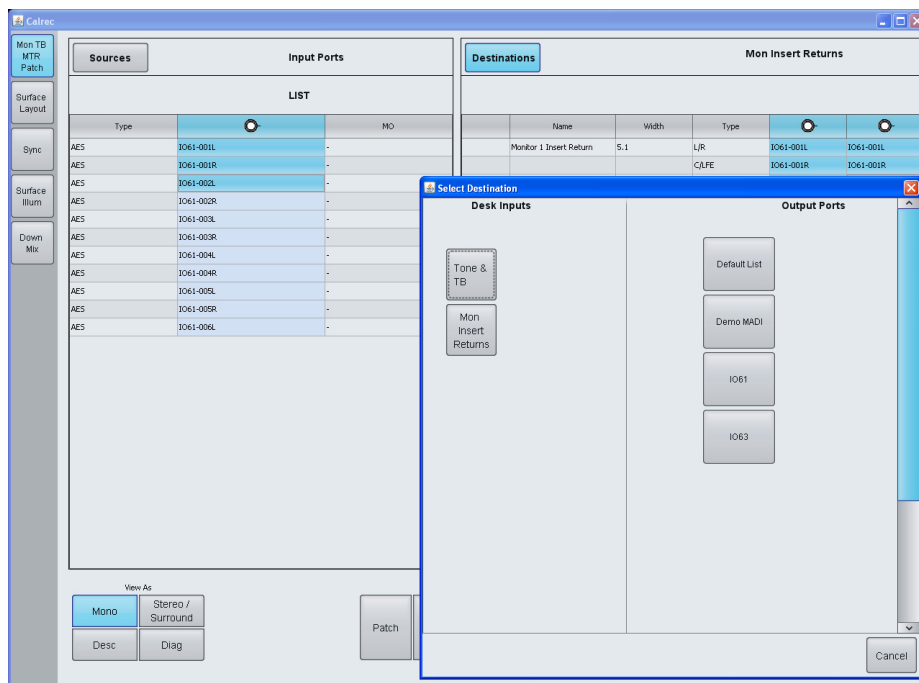 Calrec
Mon TB
MTR
Patch
Surface
Layout
Sync
Surface
Illum
Down
Mix
Sources
Input Ports
LIST
Type MO
AES IO61-001L -
AES IO61-001R -
AES IO61-002L -
AES IO61-002R -
AES IO61-003L -
AES IO61-003R -
AES IO61-004L -
AES IO61-004R -
AES IO61-005L -
AES IO61-005R -
AES IO61-006L -
Destinations
Mon Insert Returns
Name Width Type
Monitor 1 Insert Return 5.1 L/R IO61-001L IO61-001L
C/LFE IO61-001R IO61-001R
Select Destination
Desk Inputs
Output Ports
Tone &
TB
Mon
Insert
Returns
Default List
Demo MADI
IO61
IO63
Cancel
View As
Mono
Stereo /
Surround
Desc
Diag
Patch